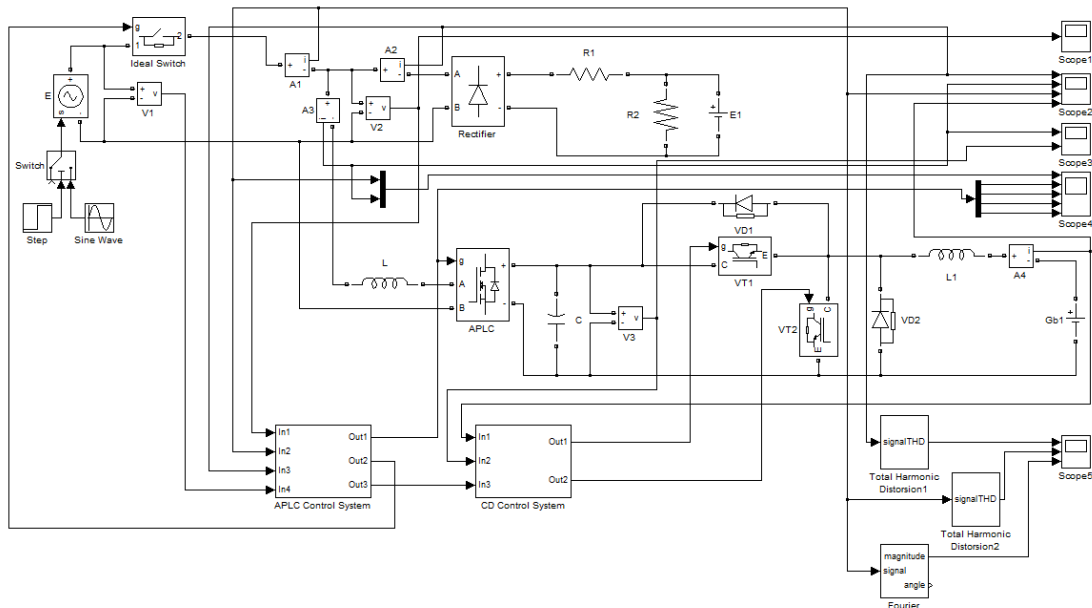 g
1
2
Ideal Switch
+
i
-
A1
A2
+
i
-
E
+
s
-
+
-
v
V1
A3
+
-
i
+
-
v
V2
A
B
+
-
Rectifier
R1
R2
+
E1
Scope1
Scope2
Scope3
Scope4
Switch
Step
Sine Wave
L
g
A
B
+
-
APLC
C
+
-
v
V3
VD1
g
C
E
VT1
VT2
g
C
E
VD2
L1
+
i
-
A4
Gb1
+
In1
In2
In3
In4
Out1
Out2
Out3
APLC Control System
In1
In2
In3
Out1
Out2
CD Control System
signalTHD
Total Harmonic
Distorsion1
signalTHD
Total Harmonic
Distorsion2
Scope5
magnitude
signal
angle
Fourier